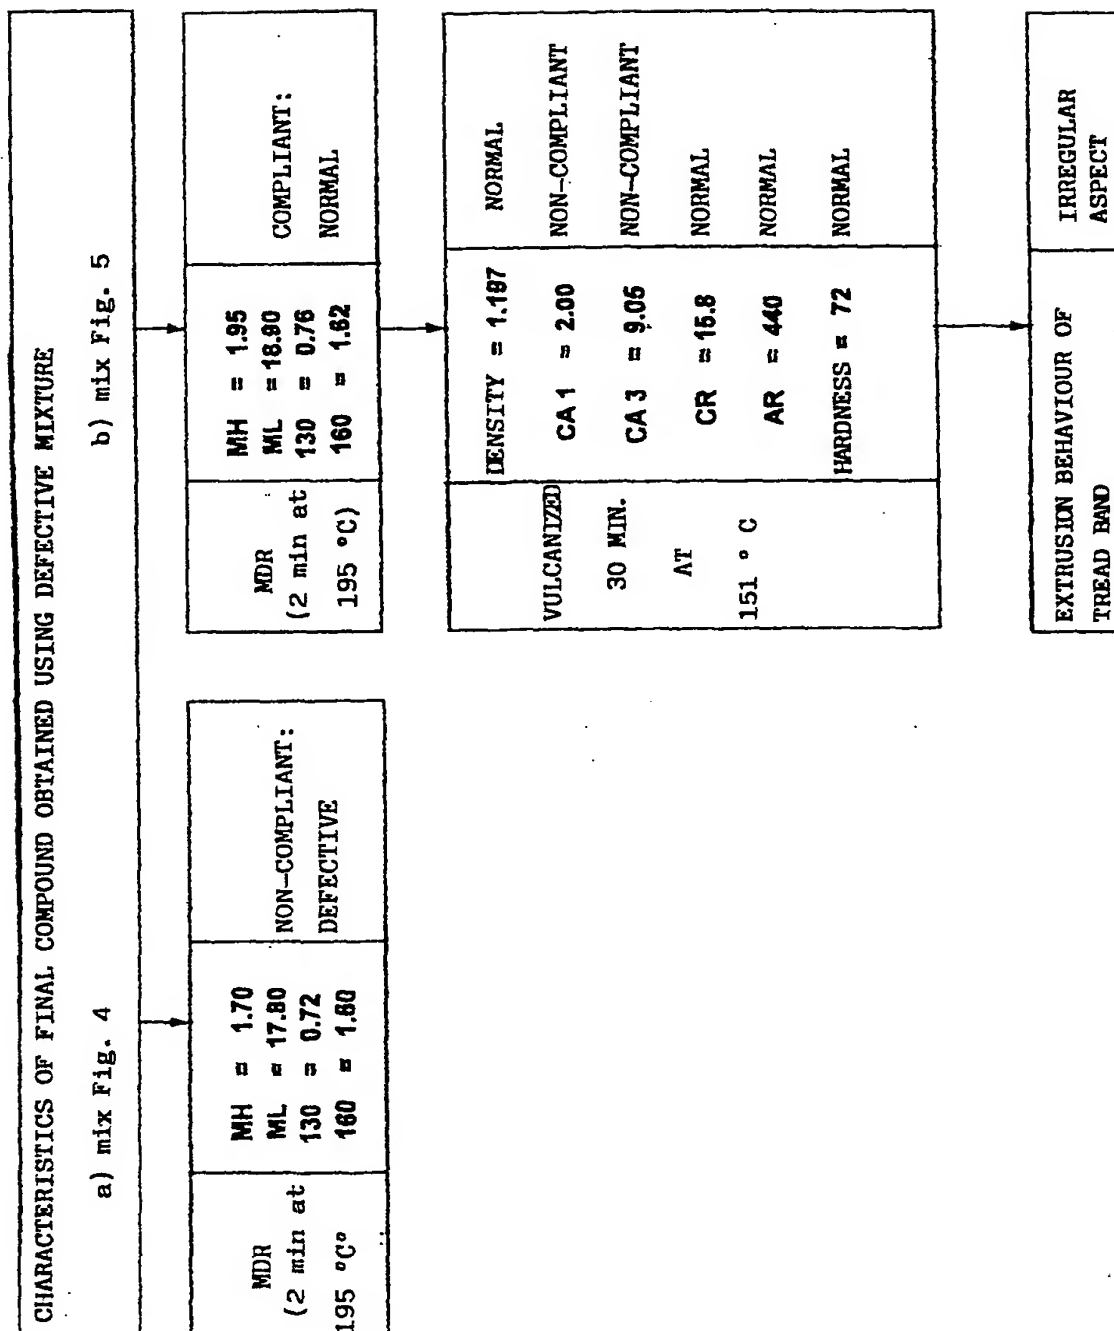 CHARACTERISTICS OF FINAL COMPOUND OBTAINED USING DEFECTIVE MIXTURE
a) mix Fig. 4
b) mix Fig. 5
MDR
(2 min at
195 °C°
MH = 1.70
ML = 17.80
130 = 0.72
160 = 1.60
NON-COMPLIANT:
DEFECTIVE
MDR
(2 min at
195 °C)
MH = 1.95
ML = 18.90
130 = 0.76
160 = 1.62
COMPLIANT:
NORMAL
VULCANIZED
30 MIN.
AT
151 ° C
DENSITY = 1.197
CA 1 = 2.00
CA 3 = 9.05
CR = 15.8
AR = 440
HARDNESS = 72
NORMAL
NON-COMPLIANT
NON-COMPLIANT
NORMAL
NORMAL
NORMAL
EXTRUSION BEHAVIOUR OF
TREAD BAND
IRREGULAR
ASPECT